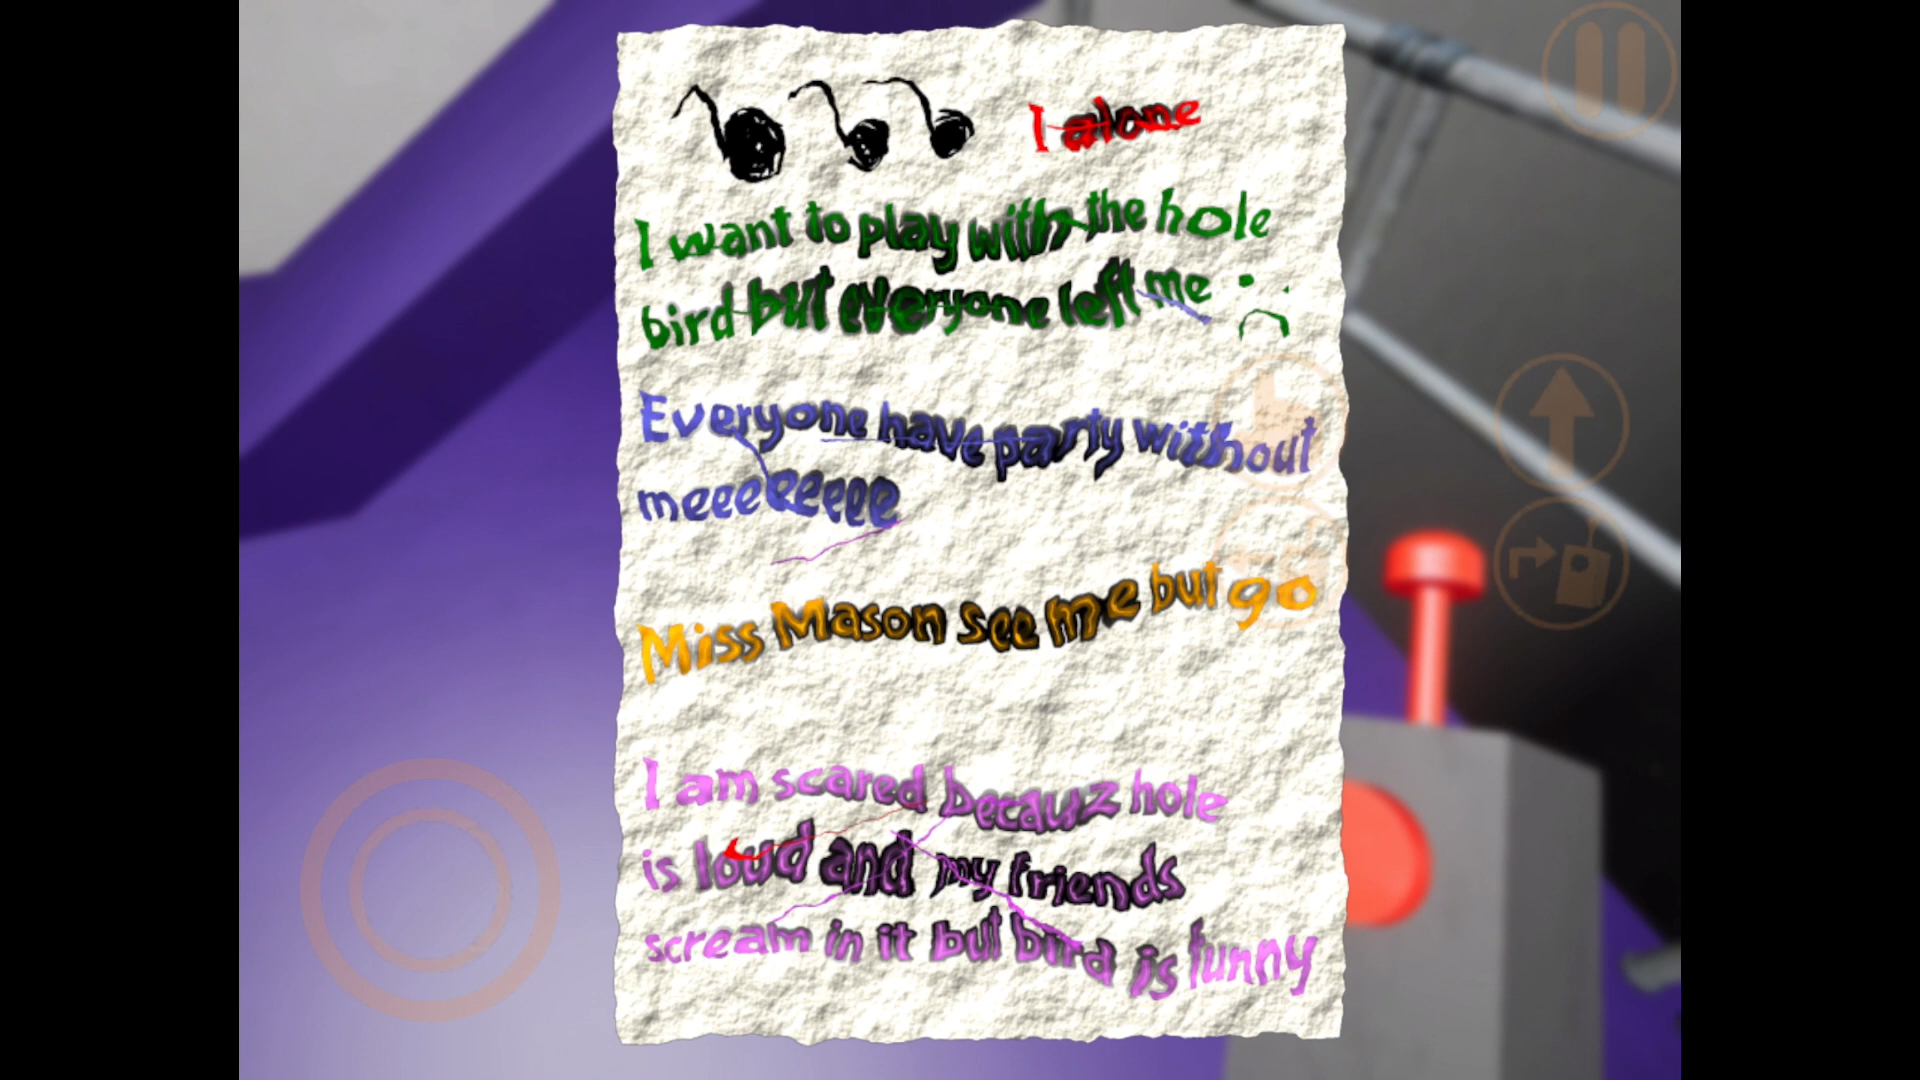 I alone
I want to play with the hole
bird but everyone left me :(
Everyone have party without
meeeeeeee
Miss Mason see me but go
I am scared becauz hole
is loud and my friends
scream in it but bird is funny